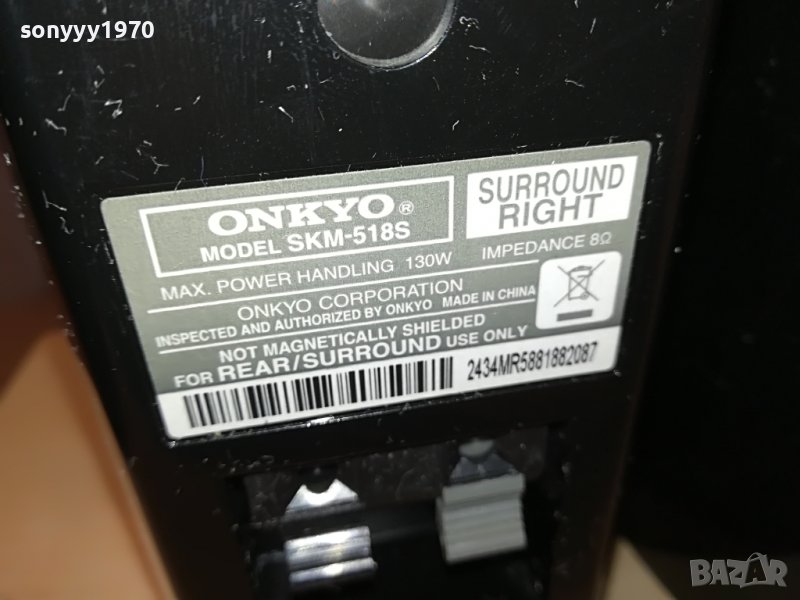 sonyyy1970
ONKYO®
MODEL SKM-518S
SURROUND
RIGHT
MAX. POWER HANDLING 130W IMPEDANCE 8Ω
ONKYO CORPORATION
INSPECTED AND AUTHORIZED BY ONKYO MADE IN CHINA
NOT MAGNETICALLY SHIELDED
FOR REAR/SURROUND USE ONLY
2434MR5881882087
BAZAR